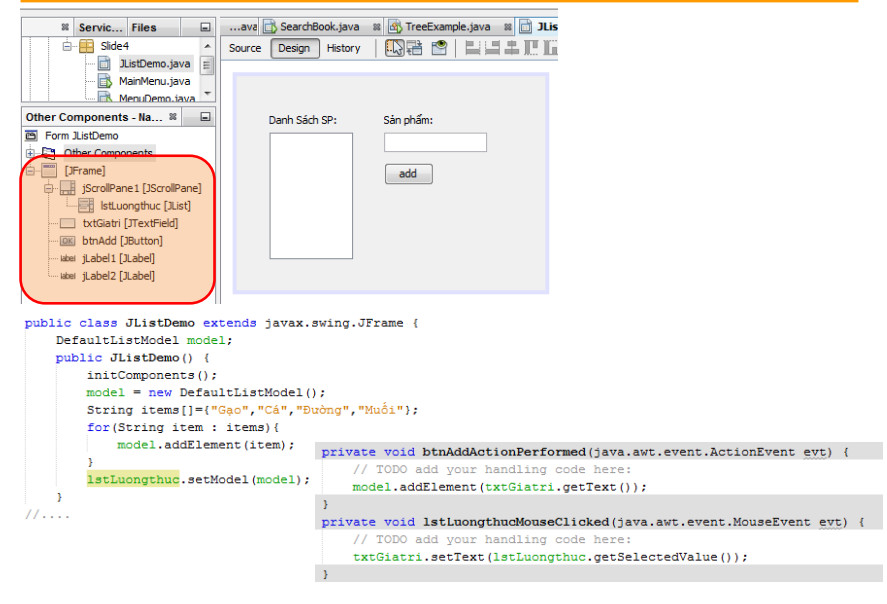 Servic... Files
...ava SearchBook.java TreeExample.java JLis
Slide4
JListDemo.java
MainMenu.java
MenuDemo.java
Source Design History
Other Components - Na...
Form JListDemo
Other Components
[JFrame]
jScrollPane1 [JScrollPane]
lstLuongthuc [JList]
txtGiatri [JTextField]
OK btnAdd [JButton]
label jLabel1 [JLabel]
label jLabel2 [JLabel]
Danh Sách SP: Sản phẩm:
add
public class JListDemo extends javax.swing.JFrame {
DefaultListModel model;
public JListDemo() {
initComponents();
model = new DefaultListModel();
String items[]={"Gạo","Cá","Đường","Muối"};
for(String item : items){
model.addElement(item);
}
lstLuongthuc.setModel(model);
}
//....
private void btnAddActionPerformed(java.awt.event.ActionEvent evt) {
// TODO add your handling code here:
model.addElement(txtGiatri.getText());
}
private void lstLuongthucMouseClicked(java.awt.event.MouseEvent evt) {
// TODO add your handling code here:
txtGiatri.setText(lstLuongthuc.getSelectedValue());
}